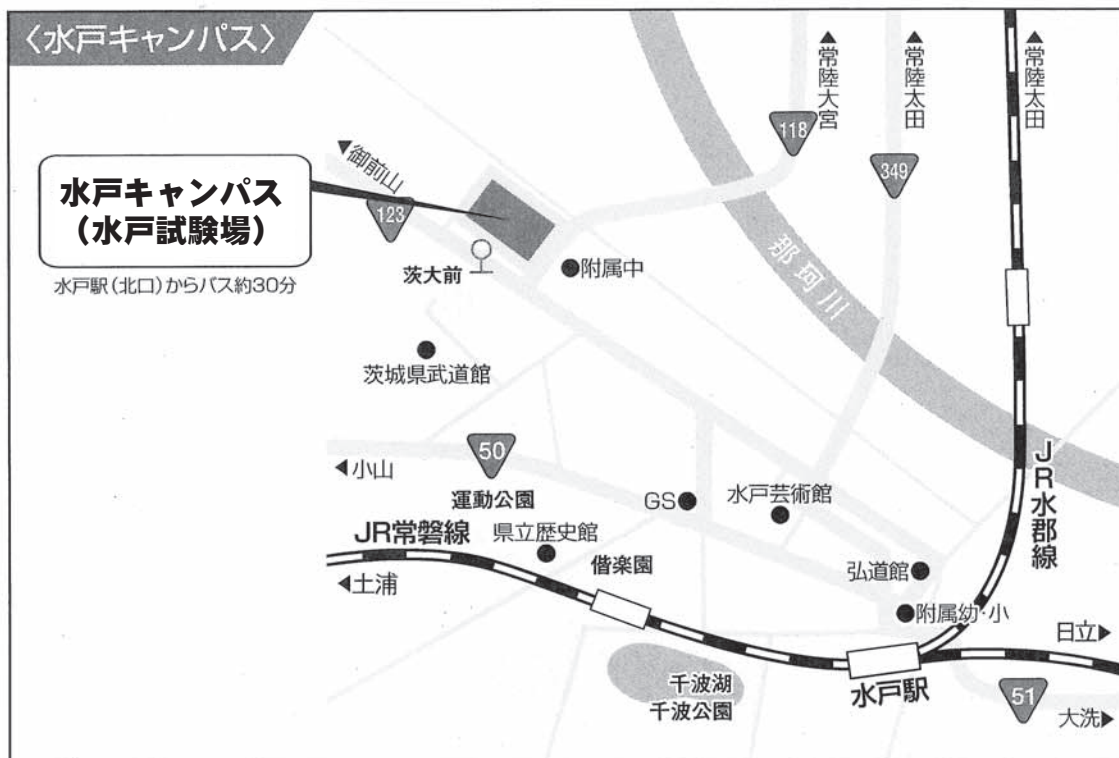 〈水戸キャンパス〉
▲常陸大宮
▲常陸太田
▲常陸太田
118
349
◀御前山
123
水戸キャンパス
(水戸試験場)
水戸駅(北口)からバス約30分
茨大前
●附属中
那珂川
茨城県武道館
50
◀小山
運動公園
GS●
水戸芸術館
JR水郡線
JR常磐線
県立歴史館
偕楽園
◀土浦
弘道館
●附属幼・小
日立▶
千波湖
千波公園
水戸駅
51
大洗▶